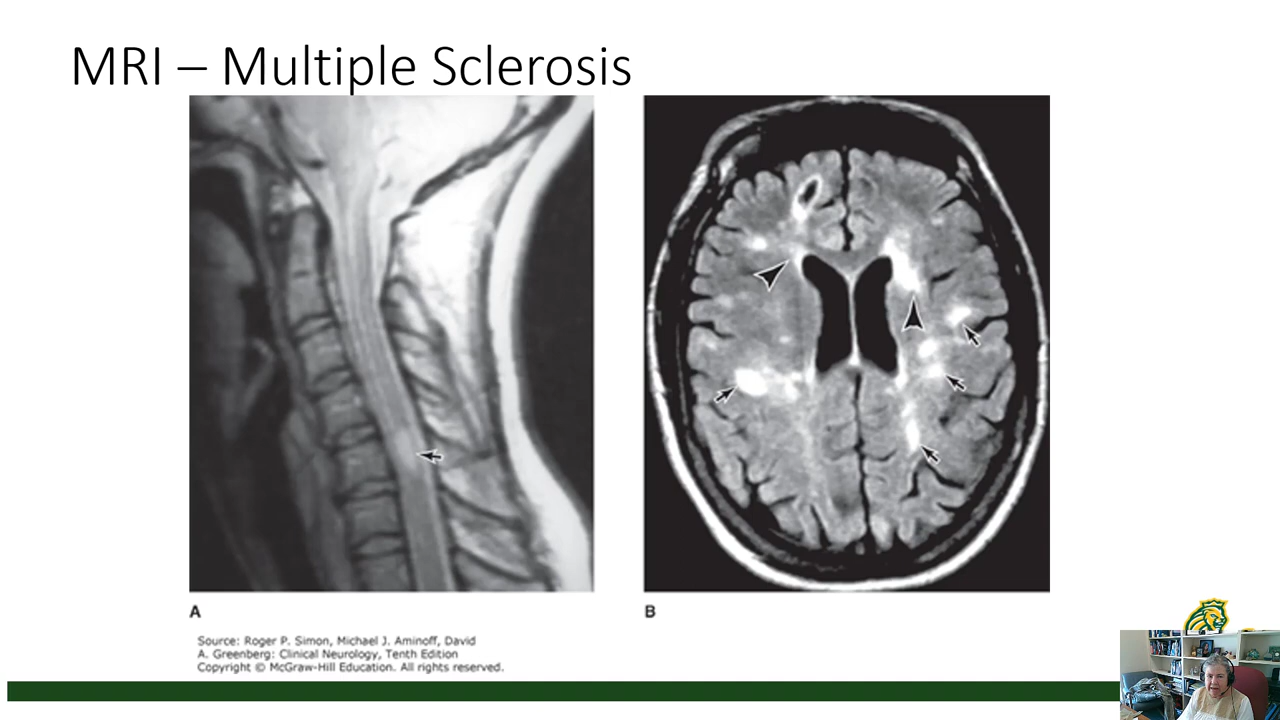 MRI – Multiple Sclerosis
A
B
Source: Roger P. Simon, Michael J. Aminoff, David
A. Greenberg: Clinical Neurology, Tenth Edition
Copyright © McGraw-Hill Education. All rights reserved.